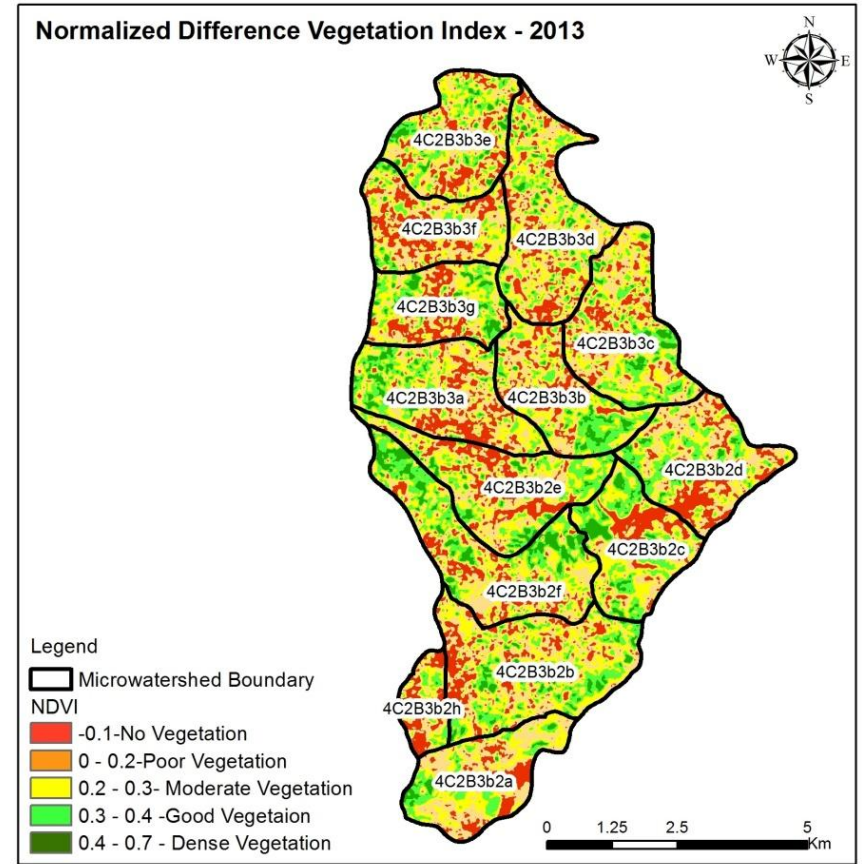 Normalized Difference Vegetation Index - 2013
N
W E
S
4C2B3b3e
4C2B3b3f
4C2B3b3d
4C2B3b3g
4C2B3b3c
4C2B3b3a
4C2B3b3b
4C2B3b2d
4C2B3b2e
4C2B3b2c
4C2B3b2f
4C2B3b2b
4C2B3b2h
4C2B3b2a
Legend
Microwatershed Boundary
NDVI
-0.1-No Vegetation
0 - 0.2-Poor Vegetation
0.2 - 0.3- Moderate Vegetation
0.3 - 0.4 -Good Vegetaion
0.4 - 0.7 - Dense Vegetation
0 1.25 2.5 5
Km